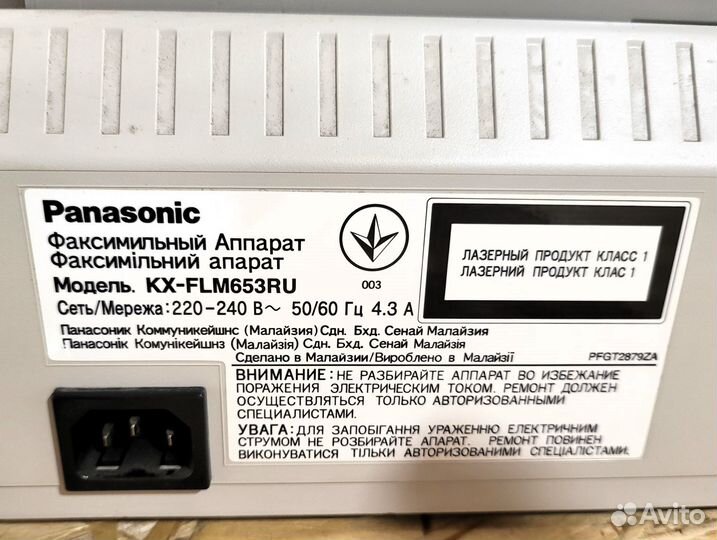 Panasonic
Факсимильный Аппарат
Факсимільний апарат
Модель. KX-FLM653RU
Сеть/Мережа:220-240 В~ 50/60 Гц 4.3 А
003
ЛАЗЕРНЫЙ ПРОДУКТ КЛАСС 1
ЛАЗЕРНИЙ ПРОДУКТ КЛАС 1
Панасоник Коммуникейшнс (Малайзия) Сдн. Бхд. Сенай Малайзия
Панасонік Комунікейшнз (Малайзія) Сдн. Бхд. Сенай Малайзія
Сделано в Малайзии/Вироблено в Малайзії
PFGT2879ZA
ВНИМАНИЕ: НЕ РАЗБИРАЙТЕ АППАРАТ ВО ИЗБЕЖАНИЕ
ПОРАЖЕНИЯ ЭЛЕКТРИЧЕСКИМ ТОКОМ. РЕМОНТ ДОЛЖЕН
ОСУЩЕСТВЛЯТЬСЯ ТОЛЬКО АВТОРИЗОВАННЫМИ
СПЕЦИАЛИСТАМИ.
УВАГА: ДЛЯ ЗАПОБІГАННЯ УРАЖЕННЮ ЕЛЕКТРИЧНИМ
СТРУМОМ НЕ РОЗБИРАЙТЕ АПАРАТ. РЕМОНТ ПОВИНЕН
ВИКОНУВАТИСЯ ТІЛЬКИ АВТОРИЗОВАНИМИ СПЕЦІАЛІСТАМИ.
Avito